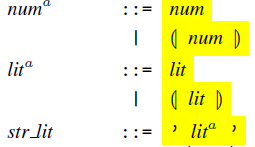 num^a ::= num
| ⦇ num ⦈
lit^a ::= lit
| ⦇ lit ⦈
str_lit ::= ' lit^a '